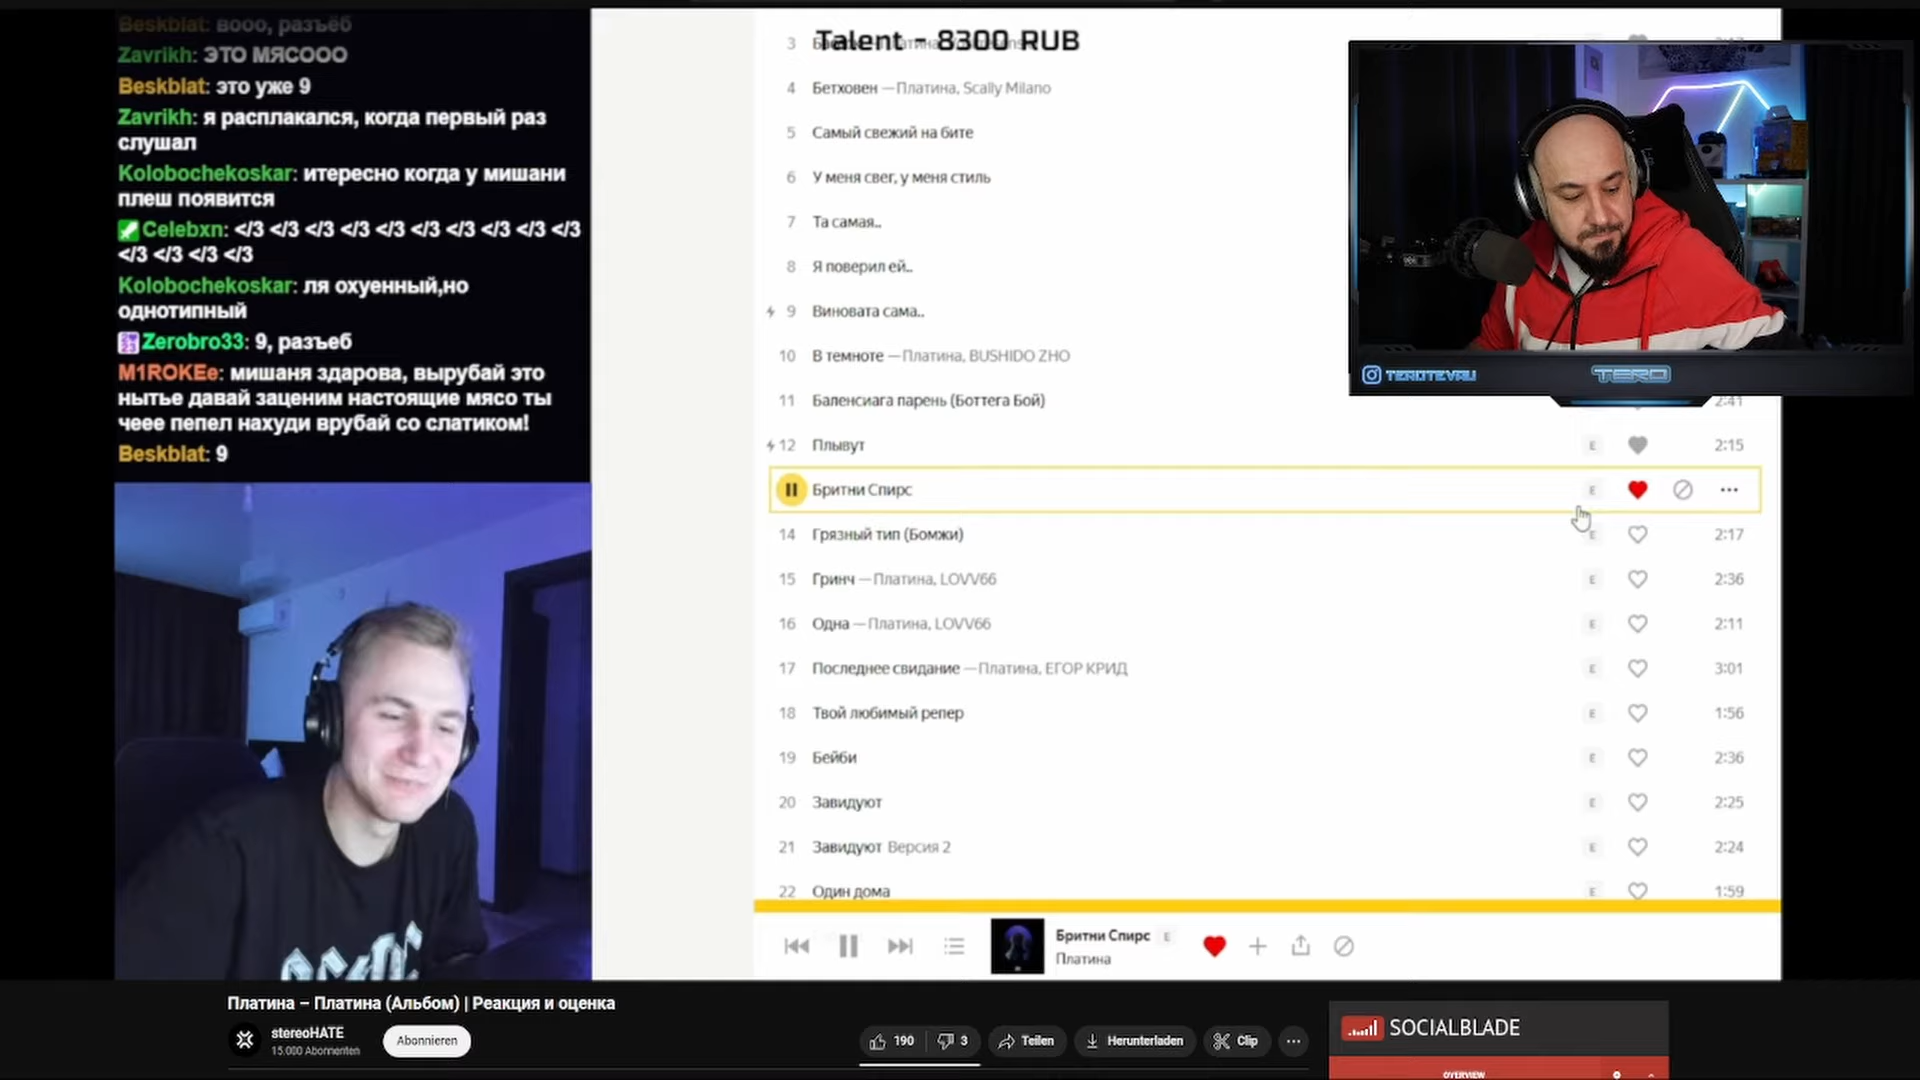 Beskblat: вооо, разъёб
Zavrikh: ЭТО МЯСООО
Beskblat: это уже 9
Zavrikh: я расплакался, когда первый раз
слушал
Kolobochekoskar: итересно когда у мишани
плеш появится
Celebxn: </3 </3 </3 </3 </3 </3 </3 </3 </3 </3
</3 </3 </3 </3
Kolobochekoskar: ля охуенный,но
однотипный
Zerobro33: 9, разъеб
M1ROKEe: мишаня здарова, вырубай это
нытье давай заценим настоящие мясо ты
чеее пепел нахуди врубай со слатиком!
Beskblat: 9
Talent - 8300 RUB
3
4 Бетховен — Платина, Scally Milano
5 Самый свежий на бите
6 У меня свег, у меня стиль
7 Та самая..
8 Я поверил ей..
9 Виновата сама..
10 В темноте — Платина, BUSHIDO ZHO
11 Баленсиага парень (Боттега Бой) 2:41
12 Плывут E 2:15
Бритни Спирс E
14 Грязный тип (Бомжи) E 2:17
15 Гринч — Платина, LOVV66 E 2:36
16 Одна — Платина, LOVV66 E 2:11
17 Последнее свидание — Платина, ЕГОР КРИД E 3:01
18 Твой любимый репер E 1:56
19 Бейби E 2:36
20 Завидуют E 2:25
21 Завидуют Версия 2 E 2:24
22 Один дома E 1:59
Бритни Спирс E
Платина
TEROTEVAU
TERO
Платина – Платина (Альбом) | Реакция и оценка
stereoHATE
15.000 Abonnenten
Abonnieren
190
3
Teilen
Herunterladen
Clip
SOCIALBLADE
OVERVIEW